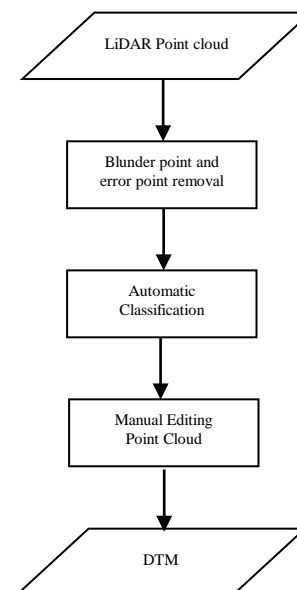 LiDAR Point cloud
Blunder point and
error point removal
Automatic
Classification
Manual Editing
Point Cloud
DTM